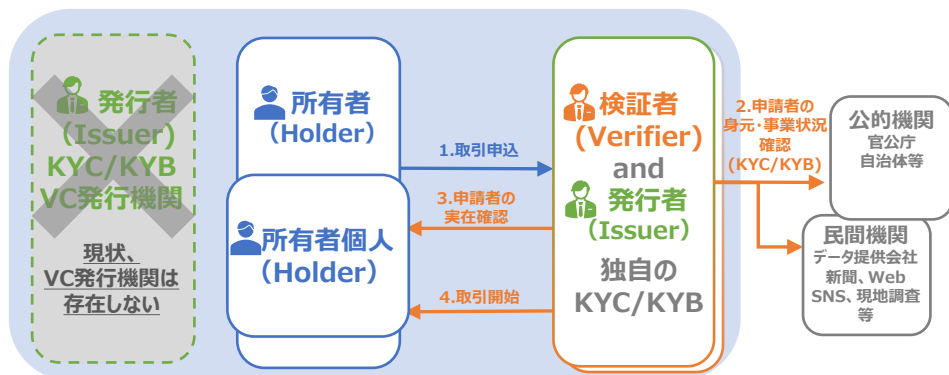 発行者
(Issuer)
KYC/KYB
VC発行機関
現状、
VC発行機関は
存在しない
所有者
(Holder)
所有者個人
(Holder)
1.取引申込
3.申請者の
実在確認
4.取引開始
検証者
(Verifier)
and
発行者
(Issuer)
独自の
KYC/KYB
2.申請者の
身元・事業状況
確認
(KYC/KYB)
公的機関
官公庁
自治体等
民間機関
データ提供会社
新聞、Web
SNS、現地調査
等